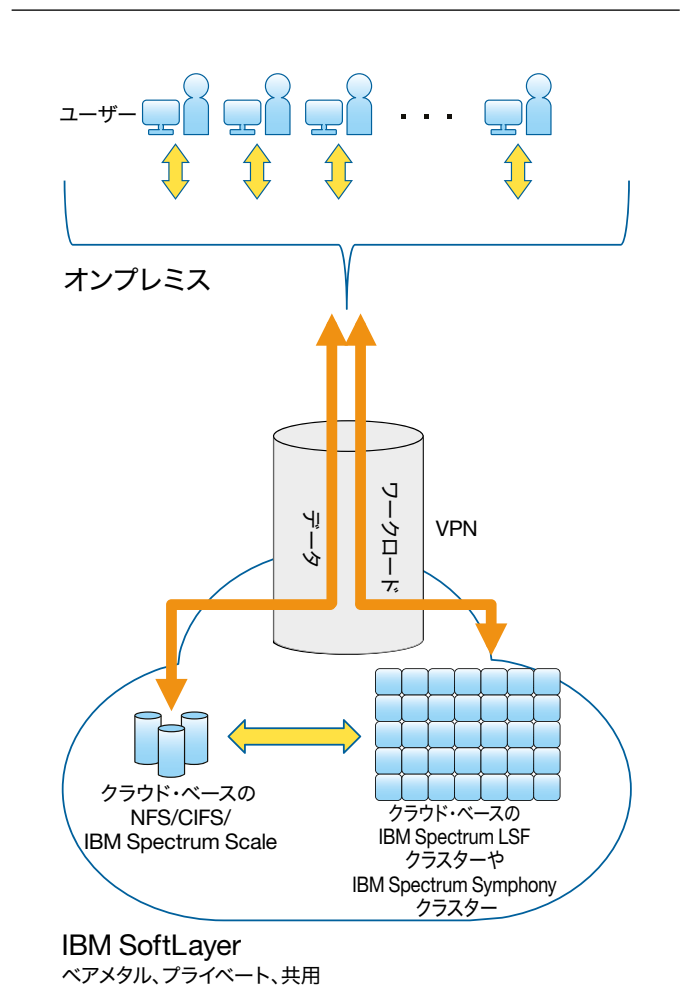 ユーザー
・・・
オンプレミス
データ
ワークロード
VPN
クラウド・ベースの
NFS/CIFS/
IBM Spectrum Scale
クラウド・ベースの
IBM Spectrum LSF
クラスターや
IBM Spectrum Symphony
クラスター
IBM SoftLayer
ベアメタル、プライベート、共用